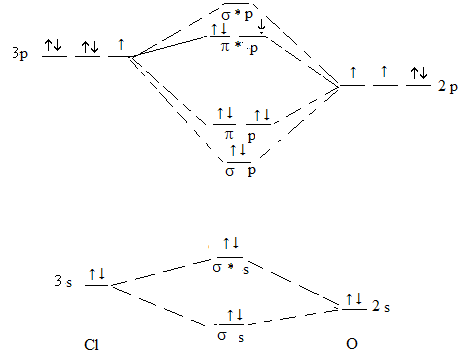 σ * p
↑↓ ↓
π * p
3p ↑↓ ↑↓ ↑
↑ ↑ ↑↓ 2 p
↑↓ ↑↓
π p
↑↓
σ p
↑↓
σ * s
3 s ↑↓
↑↓ 2 s
↑↓
σ s
Cl O